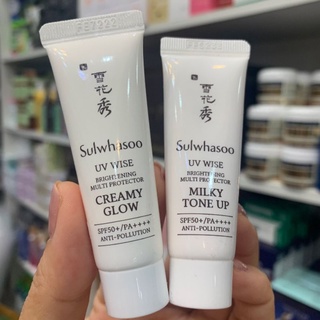 雪花秀
Sulwhasoo
UV WISE
BRIGHTENING
MULTI PROTECTOR
CREAMY
GLOW
SPF50+/PA++++
ANTI-POLLUTION
雪花秀
Sulwhasoo
UV WISE
BRIGHTENING
MULTI PROTECTOR
MILKY
TONE UP
SPF50+/PA++++
ANTI-POLLUTION